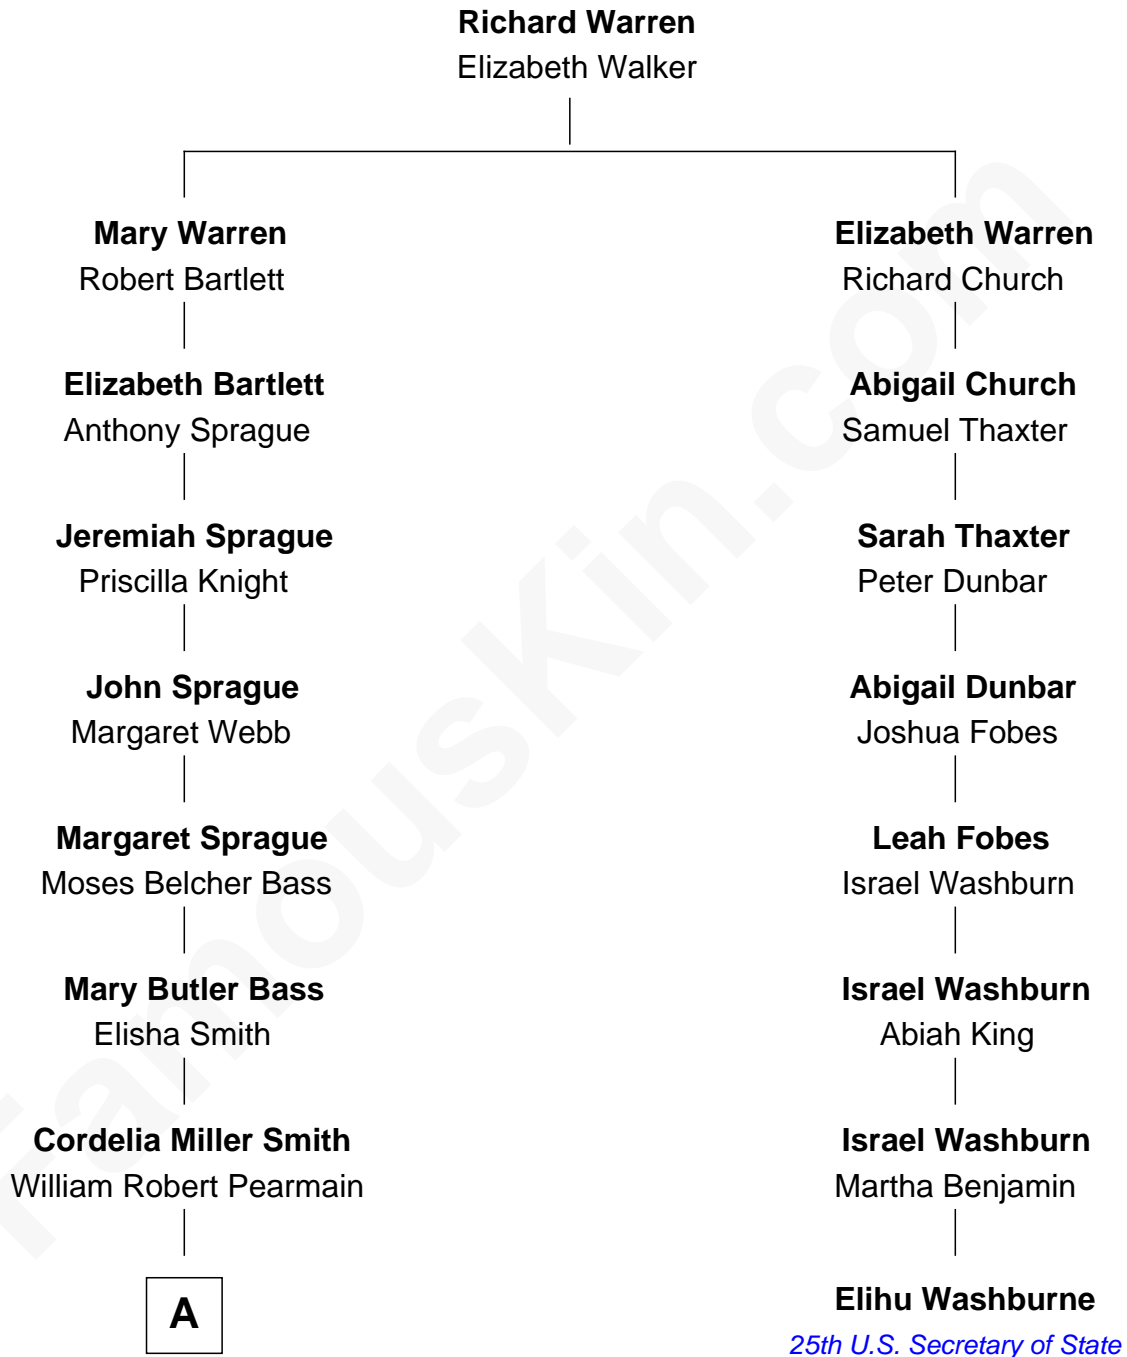 Richard Warren
Elizabeth Walker
Mary Warren
Robert Bartlett
Elizabeth Warren
Richard Church
Elizabeth Bartlett
Anthony Sprague
Abigail Church
Samuel Thaxter
Jeremiah Sprague
Priscilla Knight
Sarah Thaxter
Peter Dunbar
John Sprague
Margaret Webb
Abigail Dunbar
Joshua Fobes
Margaret Sprague
Moses Belcher Bass
Leah Fobes
Israel Washburn
Mary Butler Bass
Elisha Smith
Israel Washburn
Abiah King
Cordelia Miller Smith
William Robert Pearmain
Israel Washburn
Martha Benjamin
A
Elihu Washburne
25th U.S. Secretary of State
FamousKin.com